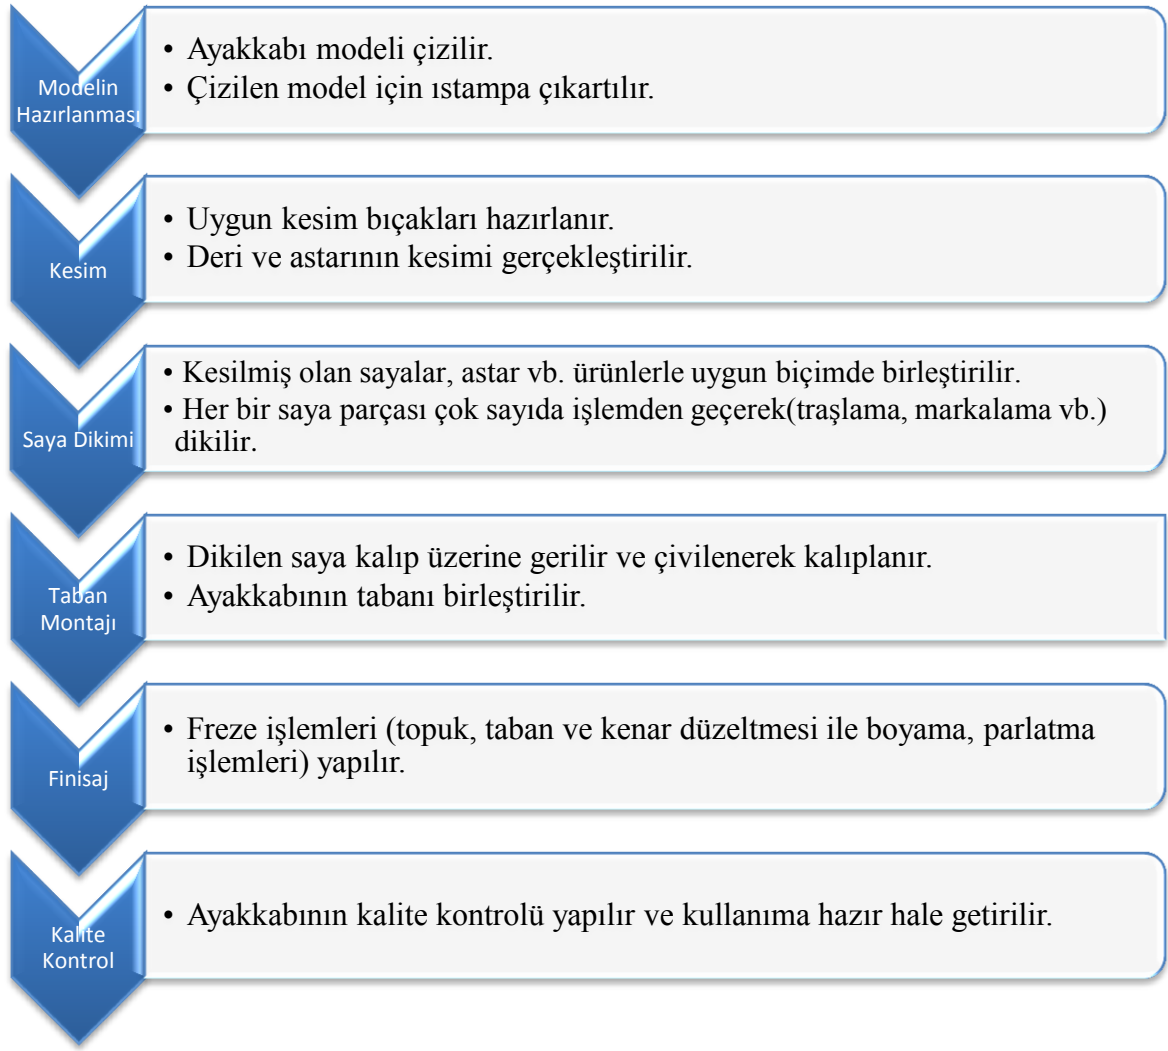 Modelin
Hazırlanması
• Ayakkabı modeli çizilir.
• Çizilen model için ıstampa çıkartılır.
Kesim
• Uygun kesim bıçakları hazırlanır.
• Deri ve astarının kesimi gerçekleştirilir.
Saya Dikimi
• Kesilmiş olan sayalar, astar vb. ürünlerle uygun biçimde birleştirilir.
• Her bir saya parçası çok sayıda işlemden geçerek(traşlama, markalama vb.)
dikilir.
Taban
Montajı
• Dikilen saya kalıp üzerine gerilir ve çivilenerek kalıplanır.
• Ayakkabının tabanı birleştirilir.
Finisaj
• Freze işlemleri (topuk, taban ve kenar düzeltmesi ile boyama, parlatma
işlemleri) yapılır.
Kalite
Kontrol
• Ayakkabının kalite kontrolü yapılır ve kullanıma hazır hale getirilir.